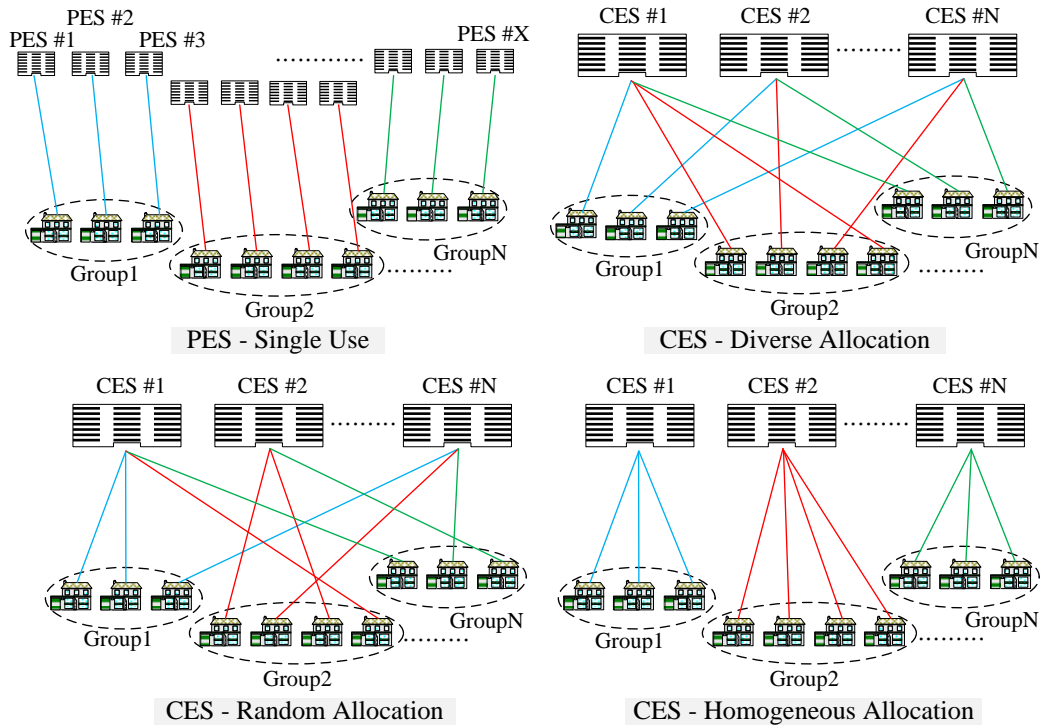 PES #2
PES #1 PES #3 PES #X
Group1
GroupN
Group2
PES - Single Use
CES #1 CES #2 CES #N
Group1
GroupN
Group2
CES - Diverse Allocation
CES #1 CES #2 CES #N
Group1
GroupN
Group2
CES - Random Allocation
CES #1 CES #2 CES #N
Group1
GroupN
Group2
CES - Homogeneous Allocation